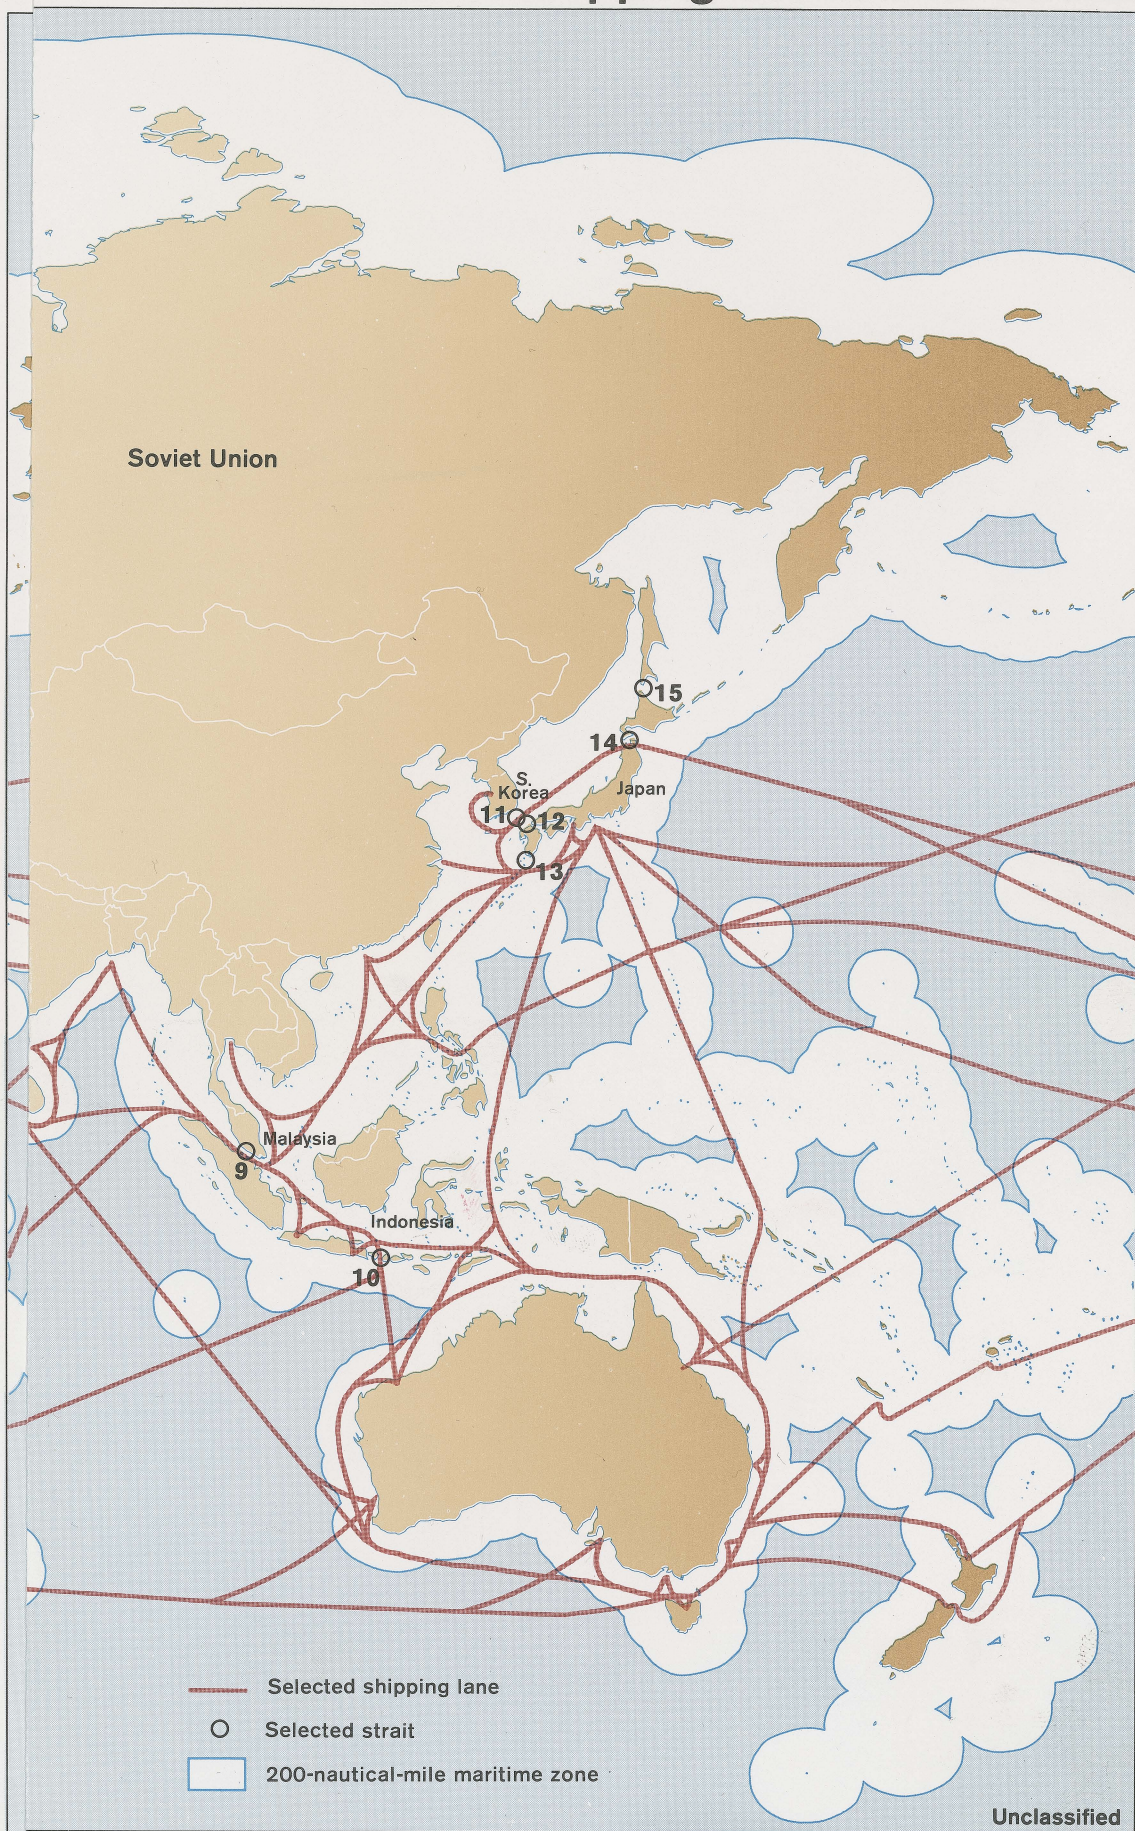 Soviet Union
15
14
S.
Korea
Japan
11
12
13
Malaysia
9
Indonesia
10
Selected shipping lane
Selected strait
200-nautical-mile maritime zone
Unclassified